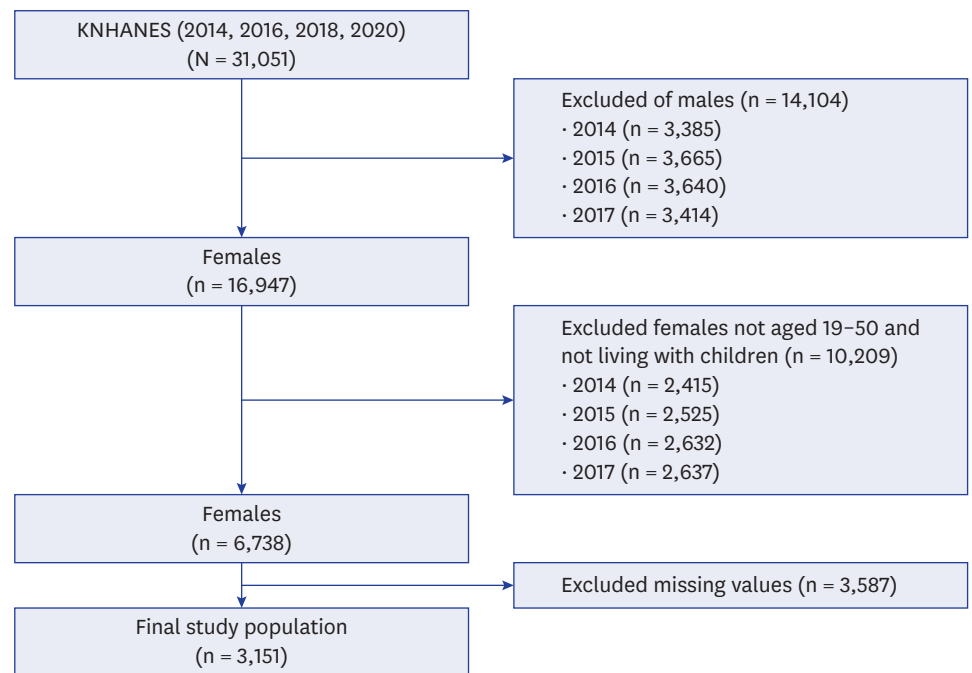 KNHANES (2014, 2016, 2018, 2020)
(N = 31,051)
Excluded of males (n = 14,104)
· 2014 (n = 3,385)
· 2015 (n = 3,665)
· 2016 (n = 3,640)
· 2017 (n = 3,414)
Females
(n = 16,947)
Excluded females not aged 19–50 and
not living with children (n = 10,209)
· 2014 (n = 2,415)
· 2015 (n = 2,525)
· 2016 (n = 2,632)
· 2017 (n = 2,637)
Females
(n = 6,738)
Excluded missing values (n = 3,587)
Final study population
(n = 3,151)